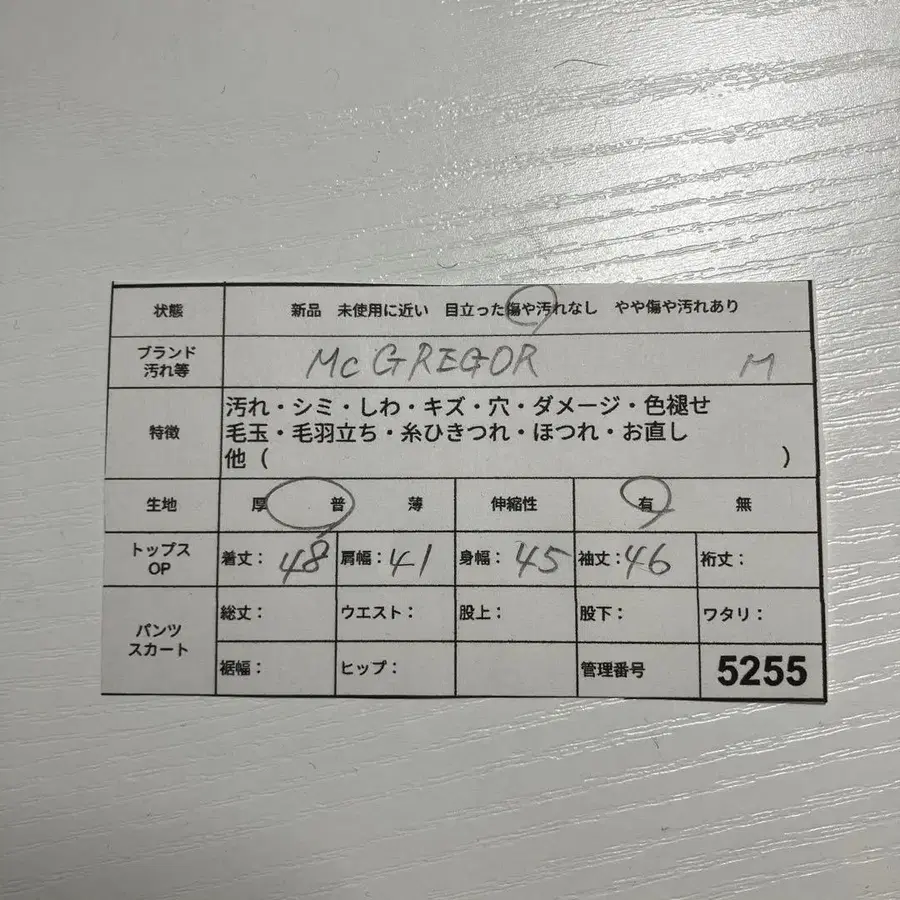 状態 新品 未使用に近い 目立った傷や汚れなし やや傷や汚れあり
ブランド 汚れ等 McGREGOR M
特徴 汚れ・シミ・しわ・キズ・穴・ダメージ・色褪せ
毛玉・毛羽立ち・糸ひきつれ・ほつれ・お直し
他（ ）
生地 厚 普 薄 伸縮性 有 無
トップス OP 着丈：48 肩幅：41 身幅：45 袖丈：46 裄丈：
パンツ スカート 総丈： ウエスト： 股上： 股下： ワタリ：
裾幅： ヒップ： 管理番号 5255